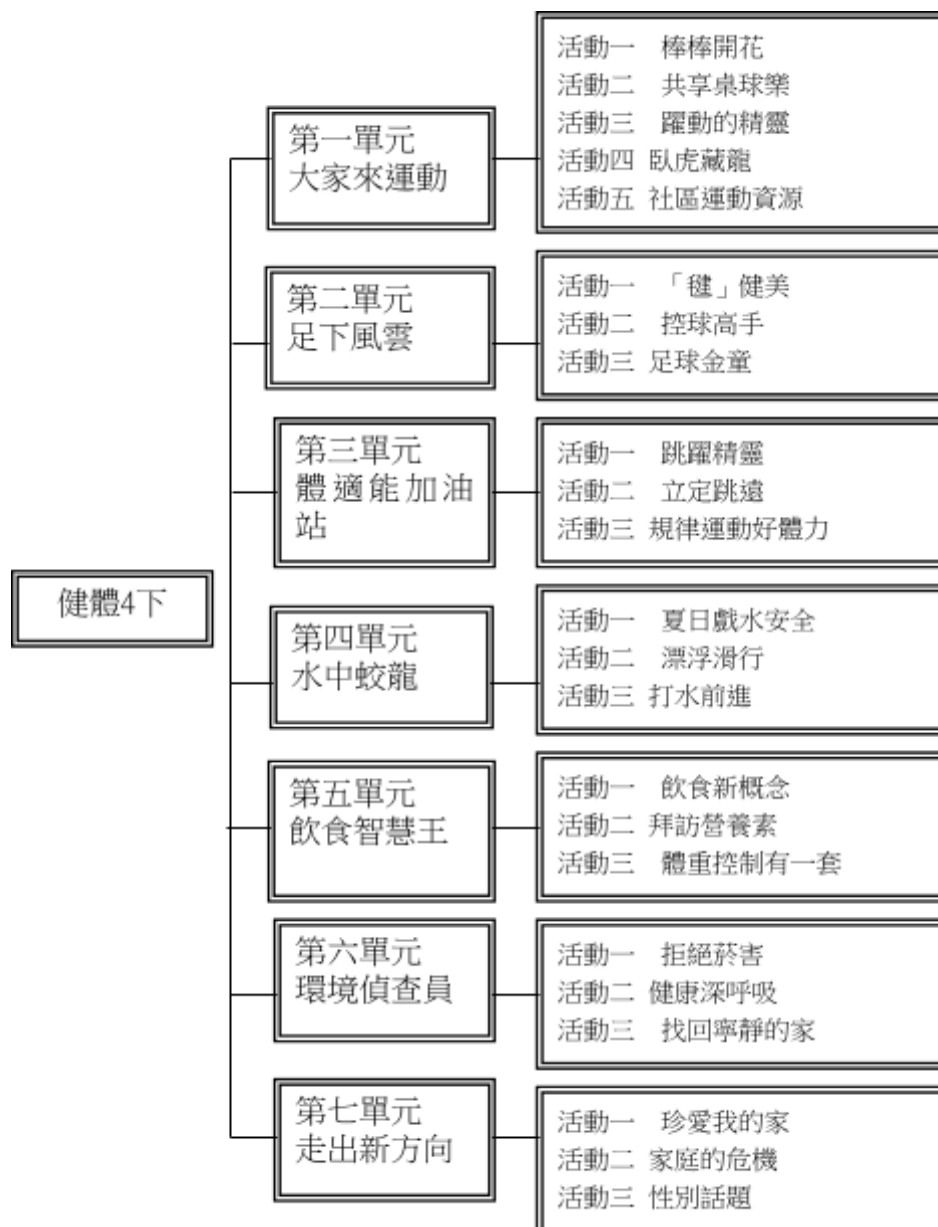 健體4下
第一單元
大家來運動
活動一 棒棒開花
活動二 共享桌球樂
活動三 躍動的精靈
活動四 臥虎藏龍
活動五 社區運動資源
第二單元
足下風雲
活動一 「毽」健美
活動二 控球高手
活動三 足球金童
第三單元
體適能加油
站
活動一 跳躍精靈
活動二 立定跳遠
活動三 規律運動好體力
第四單元
水中蛟龍
活動一 夏日戲水安全
活動二 漂浮滑行
活動三 打水前進
第五單元
飲食智慧王
活動一 飲食新概念
活動二 拜訪營養素
活動三 體重控制有一套
第六單元
環境偵查員
活動一 拒絕菸害
活動二 健康深呼吸
活動三 找回寧靜的家
第七單元
走出新方向
活動一 珍愛我的家
活動二 家庭的危機
活動三 性別話題